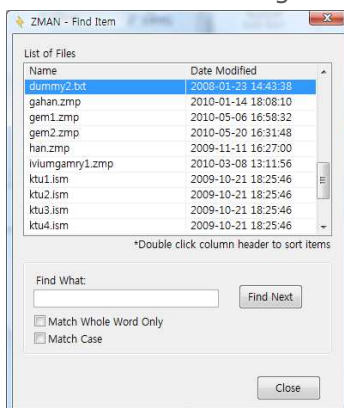 ZMAN - Find Item
List of Files
Name Date Modified
dummy2.txt 2008-01-23 14:43:38
gahan.zmp 2010-01-14 18:08:10
gem1.zmp 2010-05-06 16:58:32
gem2.zmp 2010-05-20 16:31:48
han.zmp 2009-11-11 16:27:00
iviumgamry1.zmp 2010-03-08 13:11:56
ktu1.ism 2009-10-21 18:25:46
ktu2.ism 2009-10-21 18:25:46
ktu3.ism 2009-10-21 18:25:46
ktu4.ism 2009-10-21 18:25:46
*Double click column header to sort items
Find What:
Find Next
Match Whole Word Only
Match Case
Close